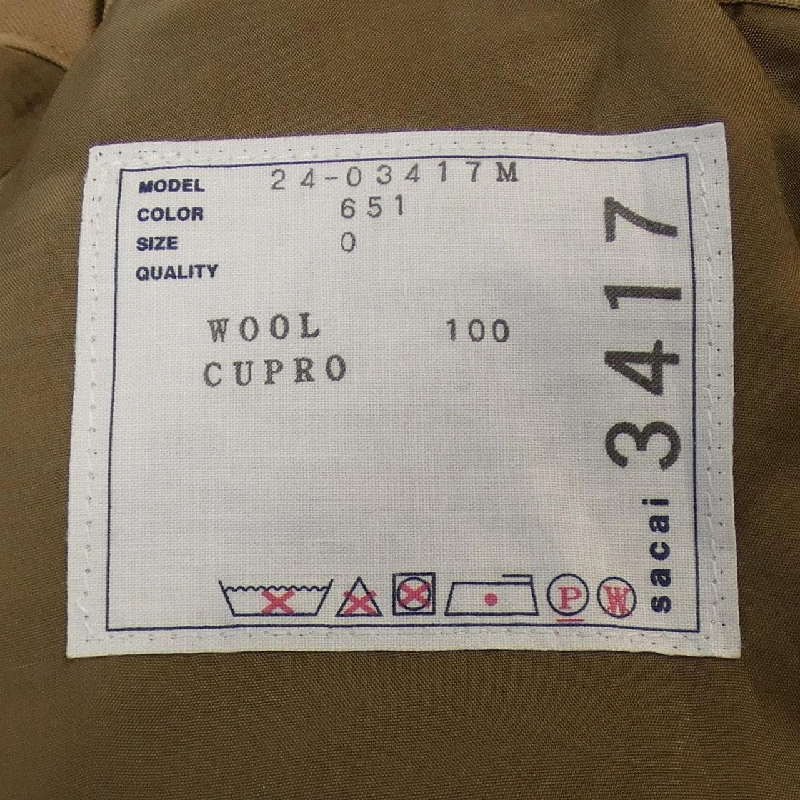 MODEL 24-03417M
COLOR 651
SIZE 0
QUALITY
WOOL 100
CUPRO
sacai 3417
P
W